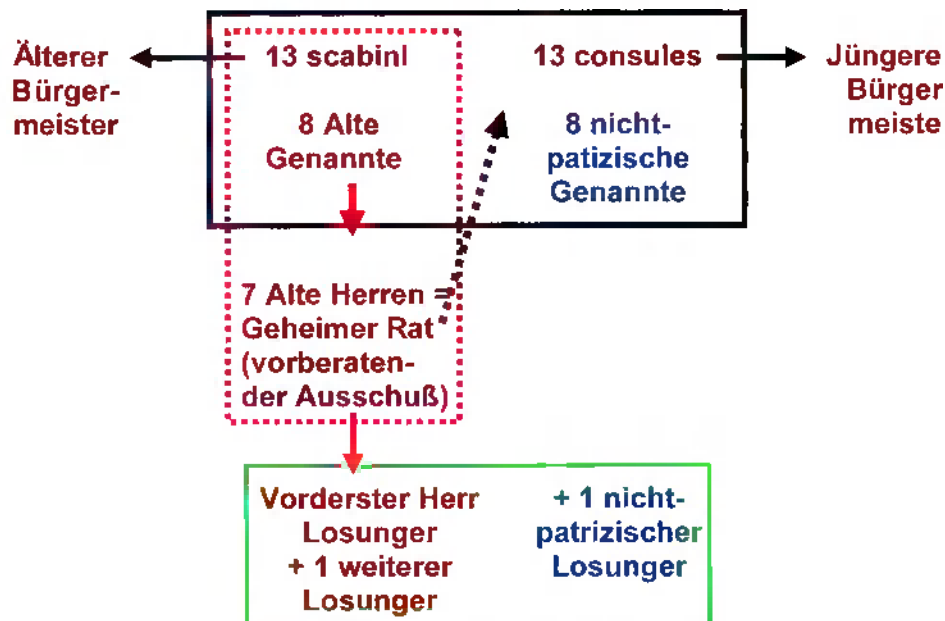 Älterer
Bürger-
meister
13 scabini
13 consules
Jüngere
Bürger
meiste
8 Alte
Genannte
8 nicht-
patizische
Genannte
7 Alte Herren =
Geheimer Rat
(vorberaten-
der Ausschuß)
Vorderster Herr
Losunger
+ 1 weiterer
Losunger
+ 1 nicht-
patrizischer
Losunger